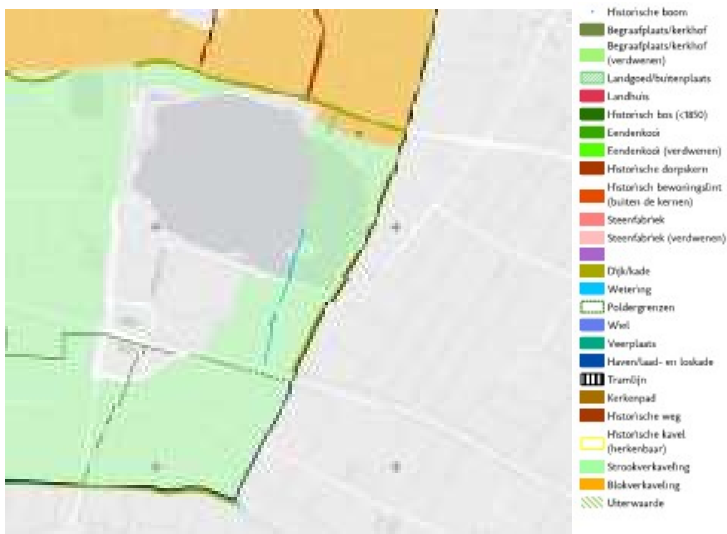 Historische boom
Begraafplaats/kerkhof
Begraafplaats/kerkhof
(verdwenen)
Landgoed/buitenplaats
Landhuis
Historisch bos (<1850)
Eendenkooi
Eendenkooi (verdwenen)
Historische dorpskern
Historisch bewoningslint
(buiten de kernen)
Steenfabriek
Steenfabriek (verdwenen)
Dijk/kade
Wetering
Poldergrenzen
Wiel
Veerplaats
Haven/laad- en loskade
Tramlijn
Kerkenpad
Historische weg
Historische kavel
(herkenbaar)
Strookverkaveling
Blokverkaveling
Uiterwaarde